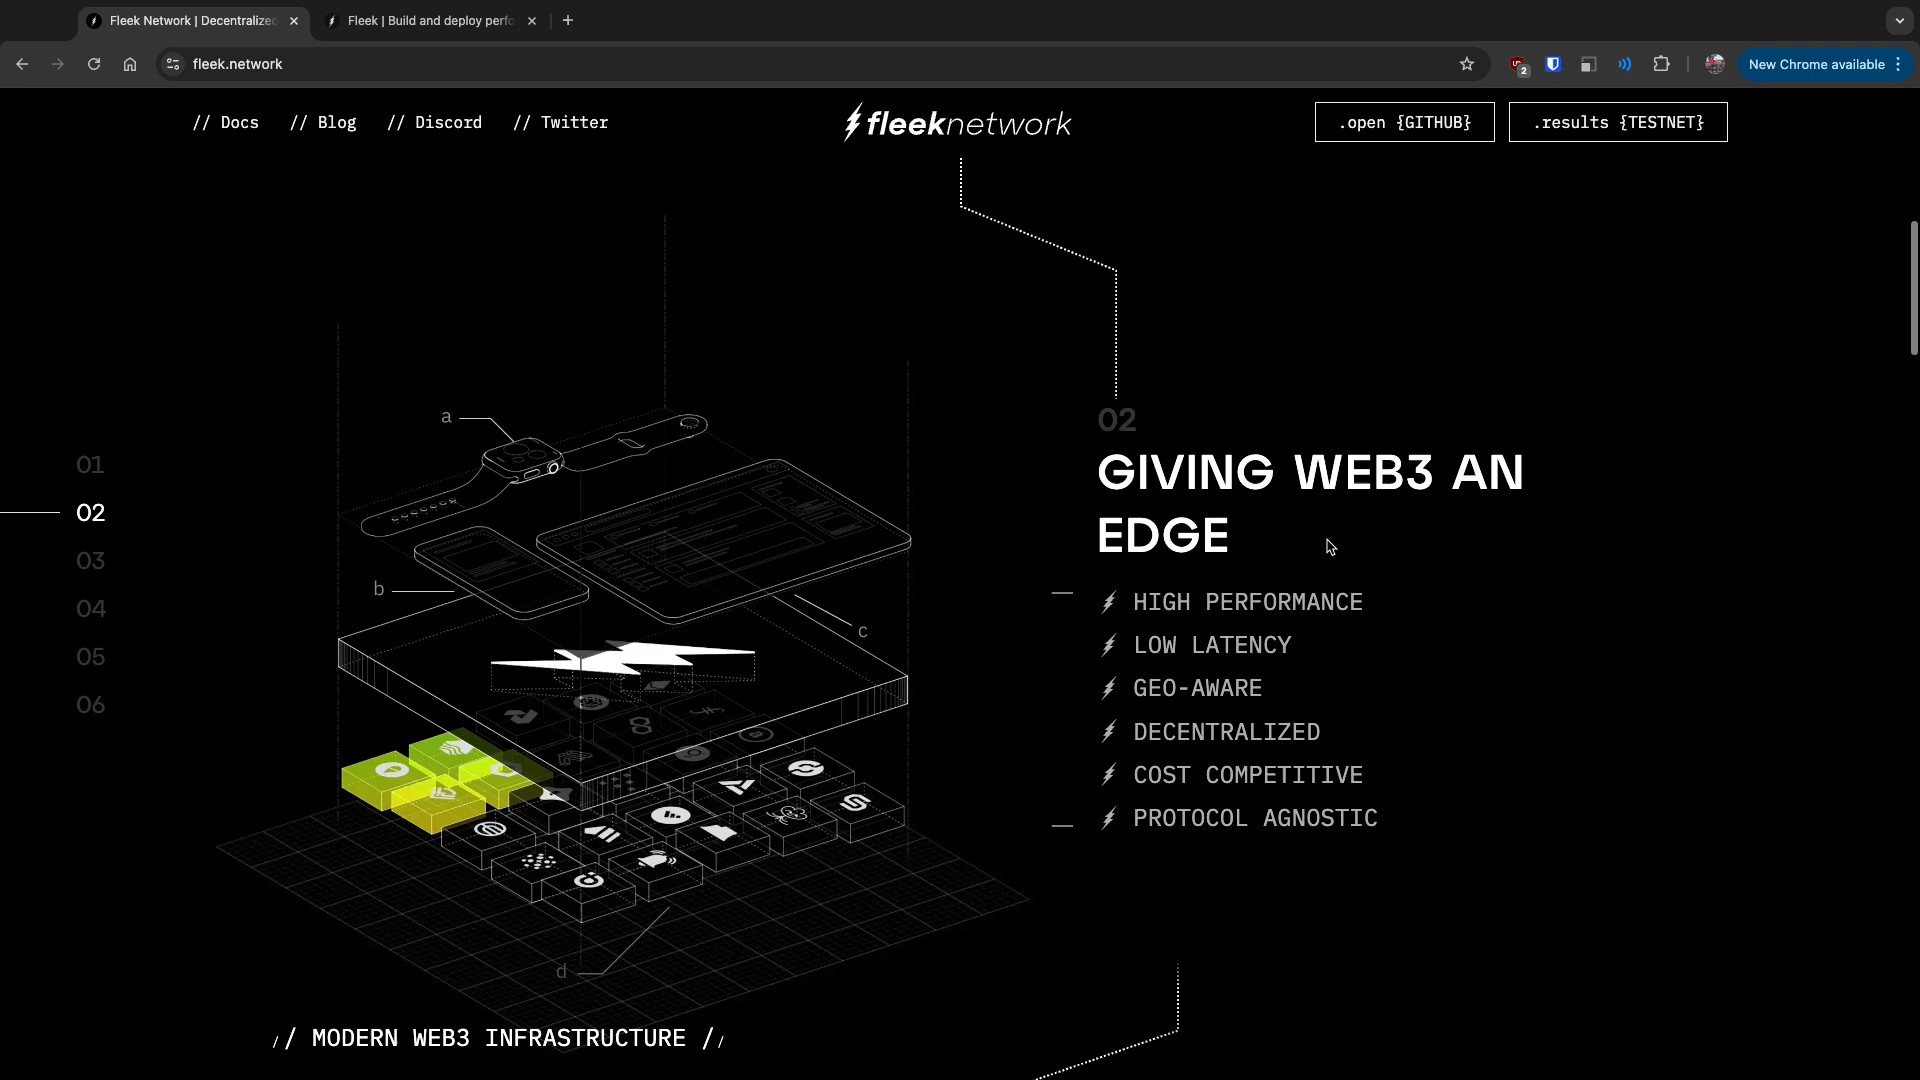 Fleek Network | Decentralized
Fleek | Build and deploy perfo
fleek.network
2
New Chrome available
// Docs
// Blog
// Discord
// Twitter
fleeknetwork
.open {GITHUB}
.results {TESTNET}
01
02
03
04
05
06
a
b
c
d
02
GIVING WEB3 AN
EDGE
HIGH PERFORMANCE
LOW LATENCY
GEO-AWARE
DECENTRALIZED
COST COMPETITIVE
PROTOCOL AGNOSTIC
// MODERN WEB3 INFRASTRUCTURE //